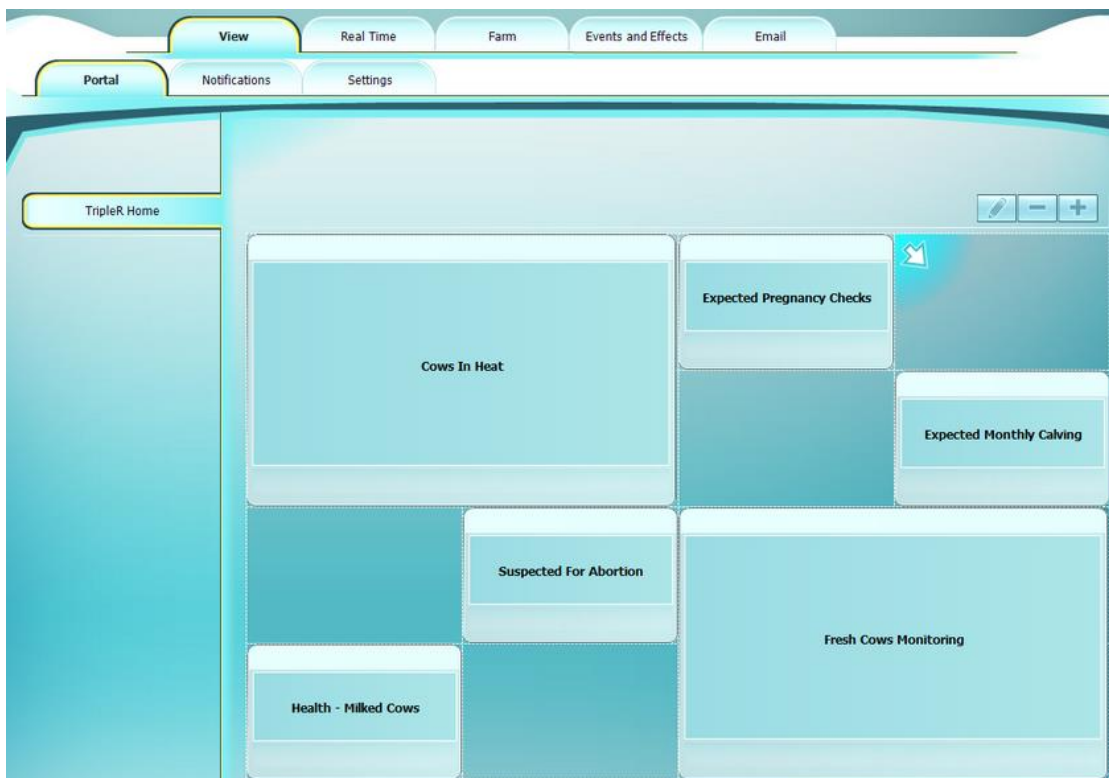 View
Real Time
Farm
Events and Effects
Email
Portal
Notifications
Settings
TripleR Home
Cows In Heat
Expected Pregnancy Checks
Expected Monthly Calving
Suspected For Abortion
Fresh Cows Monitoring
Health - Milked Cows